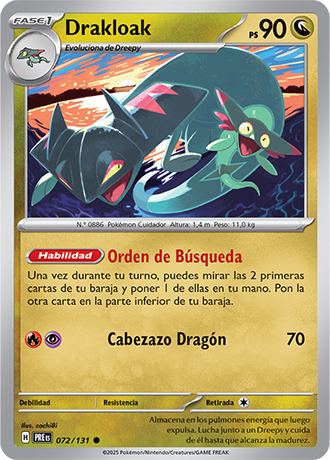 FASE 1
Drakloak
PS 90
Evoluciona de Dreepy
N.º 0886 Pokémon Cuidador Altura: 1,4 m Peso: 11,0 kg
Habilidad Orden de Búsqueda
Una vez durante tu turno, puedes mirar las 2 primeras
cartas de tu baraja y poner 1 de ellas en tu mano. Pon
la otra carta en la parte inferior de tu baraja.
Cabezazo Dragón 70
Debilidad Resistencia Retirada
Ilus. cochi8i
Almacena en los pulmones energía que luego
expulsa. Lucha junto a un Dreepy y cuida
de él hasta que alcanza la madurez.
H PRE ES 072/131
©2025 Pokémon/Nintendo/Creatures/GAME FREAK